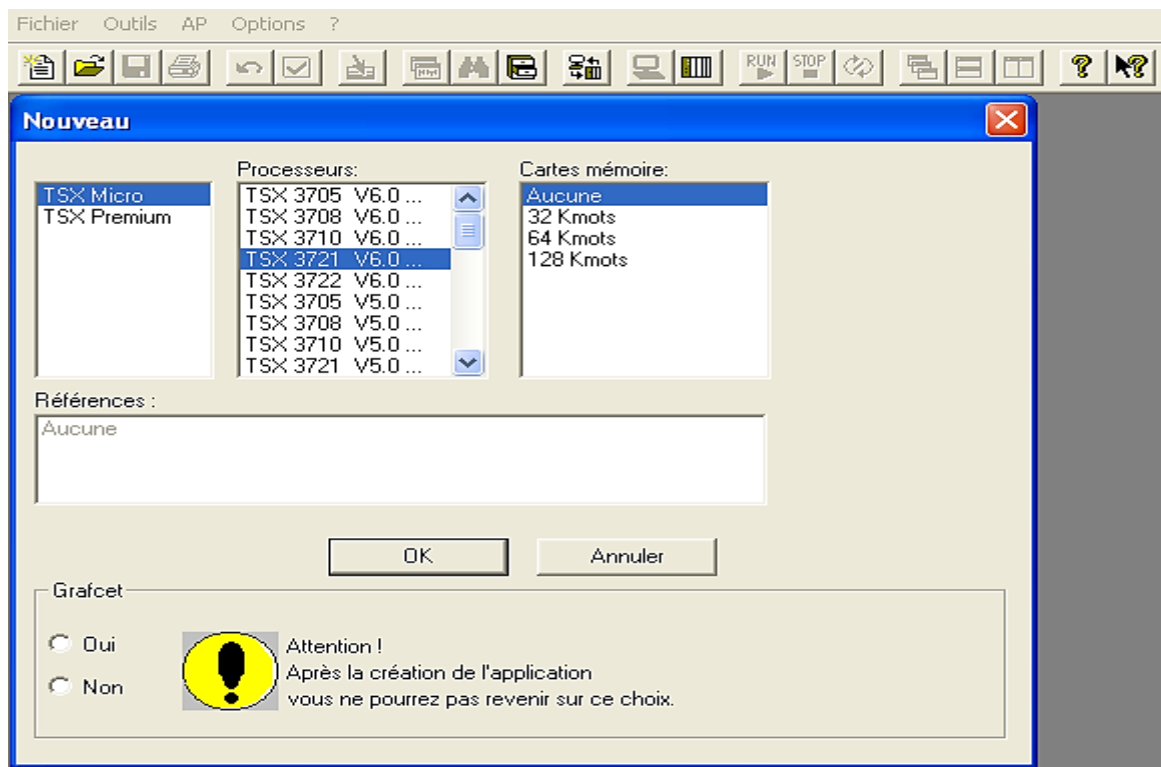 Fichier Outils AP Options ?
RUN STOP
Nouveau
Processeurs:
Cartes mémoire:
TSX Micro
TSX Premium
TSX 3705 V6.0 ...
TSX 3708 V6.0 ...
TSX 3710 V6.0 ...
TSX 3721 V6.0 ...
TSX 3722 V6.0 ...
TSX 3705 V5.0 ...
TSX 3708 V5.0 ...
TSX 3710 V5.0 ...
TSX 3721 V5.0 ...
Aucune
32 Kmots
64 Kmots
128 Kmots
Références :
Aucune
OK
Annuler
Grafcet
Oui
Non
Attention !
Après la création de l'application
vous ne pourrez pas revenir sur ce choix.